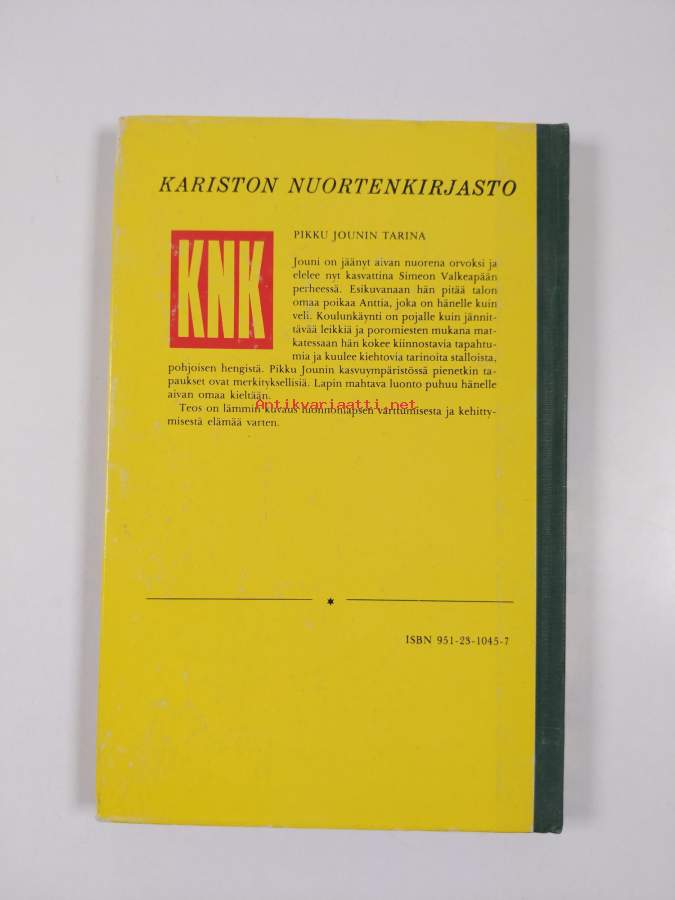 KARISTON NUORTENKIRJASTO
KNK
PIKKU JOUNIN TARINA
Jouni on jäänyt aivan nuorena orvoksi ja
elelee nyt kasvattina Simeon Valkeapään
perheessä. Esikuvanaan hän pitää talon
omaa poikaa Anttia, joka on hänelle kuin
veli. Koulunkäynti on pojalle kuin jännit-
tävää leikkiä ja poromiesten mukana mat-
katessaan hän kokee kiinnostavia tapahtu-
mia ja kuulee kiehtovia tarinoita stalloista,
pohjoisen hengistä. Pikku Jounin kasvuympäristössä pienetkin ta-
paukset ovat merkityksellisiä. Lapin mahtava luonto puhuu hänelle
aivan omaa kieltään.
Antikvariaatti.net
Teos on lämmin kuvaus luonnonlapsen varttumisesta ja kehitty-
misestä elämää varten.
ISBN 951-23-1045-7